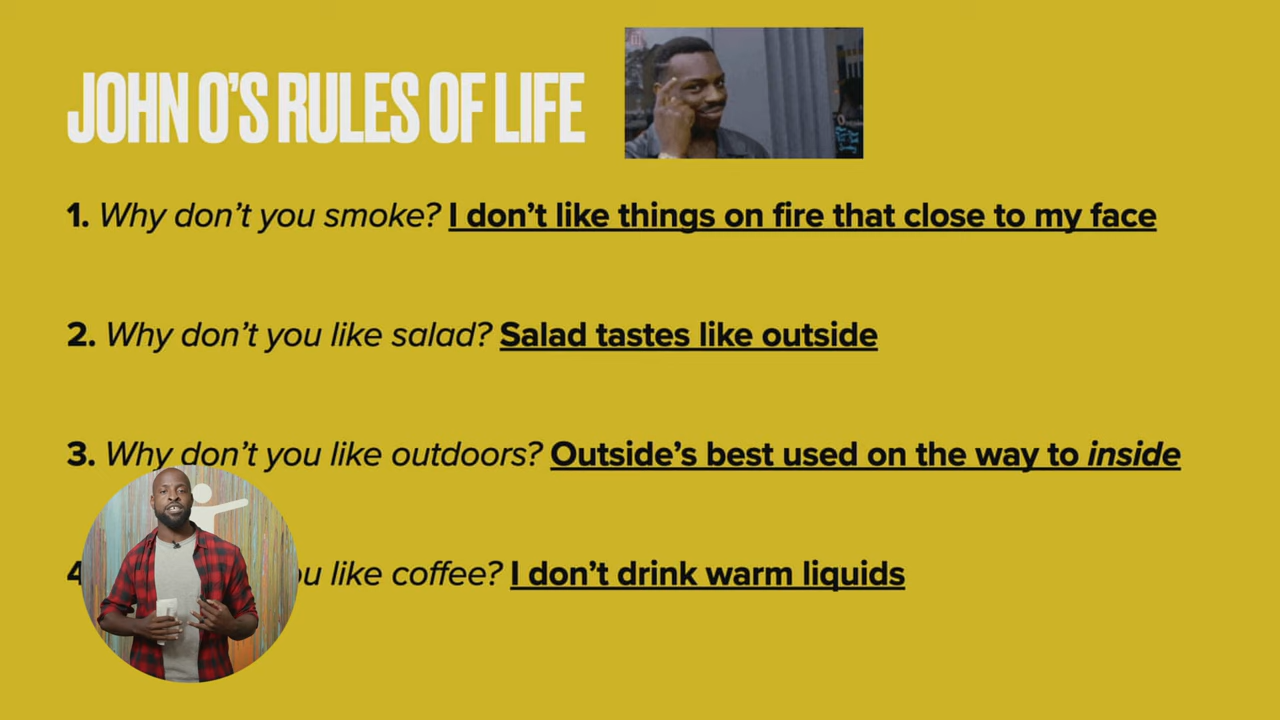 JOHN O'S RULES OF LIFE
1. Why don't you smoke? I don't like things on fire that close to my face
2. Why don't you like salad? Salad tastes like outside
3. Why don't you like outdoors? Outside's best used on the way to inside
like coffee? I don't drink warm liquids